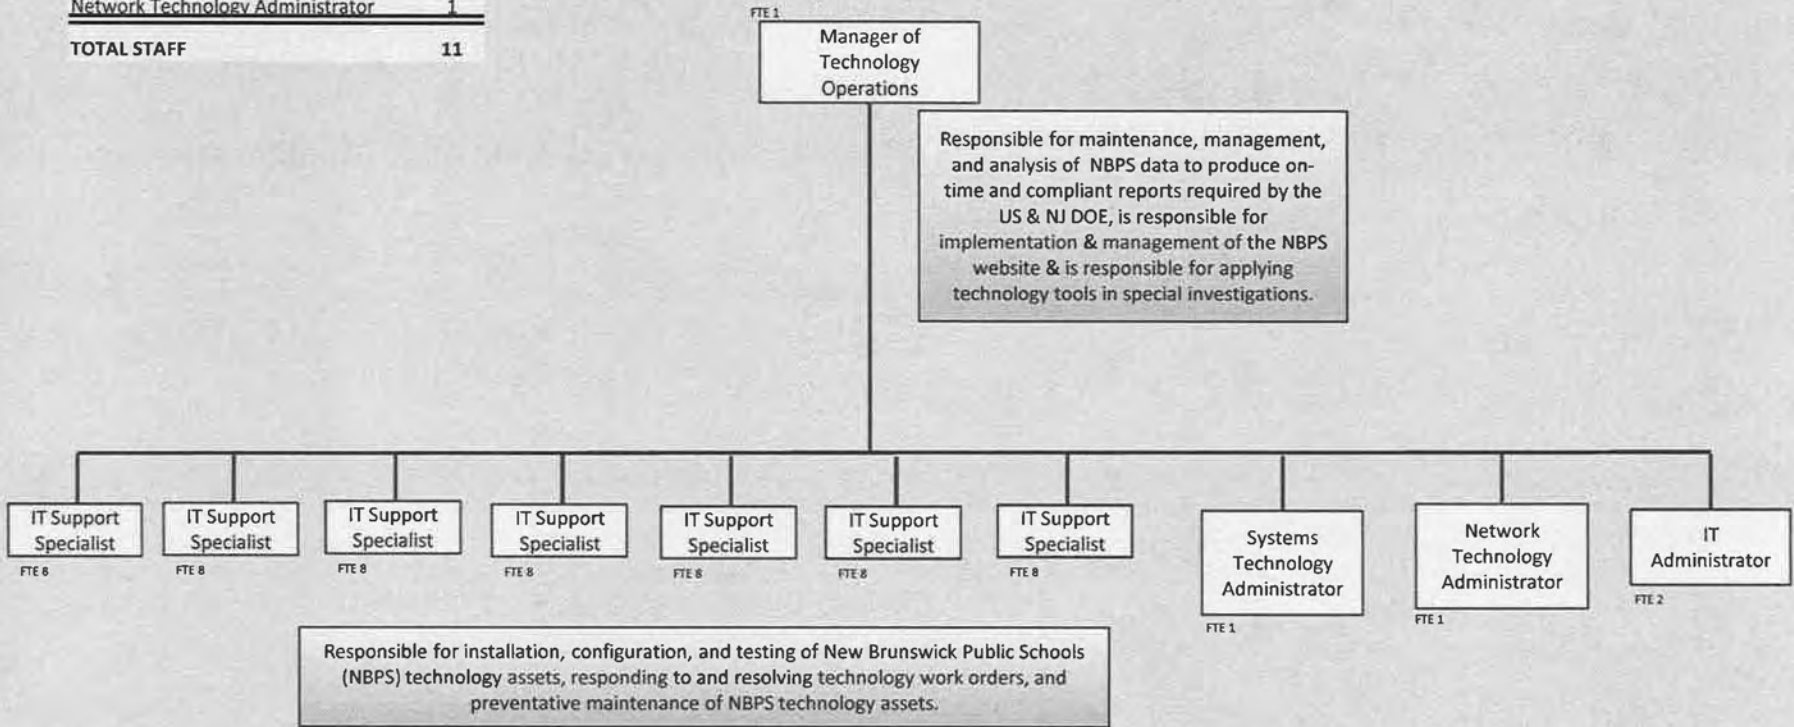 Network Technology Administrator 1
TOTAL STAFF 11
FTE 1
Manager of
Technology
Operations
Responsible for maintenance, management,
and analysis of NBPS data to produce on-
time and compliant reports required by the
US & NJ DOE, is responsible for
implementation & management of the NBPS
website & is responsible for applying
technology tools in special investigations.
IT Support
Specialist
FTE 8
IT Support
Specialist
FTE 8
IT Support
Specialist
FTE 8
IT Support
Specialist
FTE 8
IT Support
Specialist
FTE 8
IT Support
Specialist
FTE 8
IT Support
Specialist
FTE 8
Systems
Technology
Administrator
FTE 1
Network
Technology
Administrator
FTE 1
IT
Administrator
FTE 2
Responsible for installation, configuration, and testing of New Brunswick Public Schools
(NBPS) technology assets, responding to and resolving technology work orders, and
preventative maintenance of NBPS technology assets.